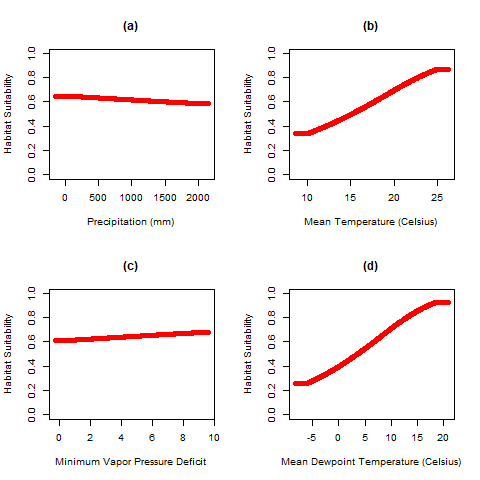 (a)
Habitat Suitability
0.0 0.2 0.4 0.6 0.8 1.0
0 500 1000 1500 2000
Precipitation (mm)
(b)
Habitat Suitability
0.0 0.2 0.4 0.6 0.8 1.0
10 15 20 25
Mean Temperature (Celsius)
(c)
Habitat Suitability
0.0 0.2 0.4 0.6 0.8 1.0
0 2 4 6 8 10
Minimum Vapor Pressure Deficit
(d)
Habitat Suitability
0.0 0.2 0.4 0.6 0.8 1.0
-5 0 5 10 15 20
Mean Dewpoint Temperature (Celsius)